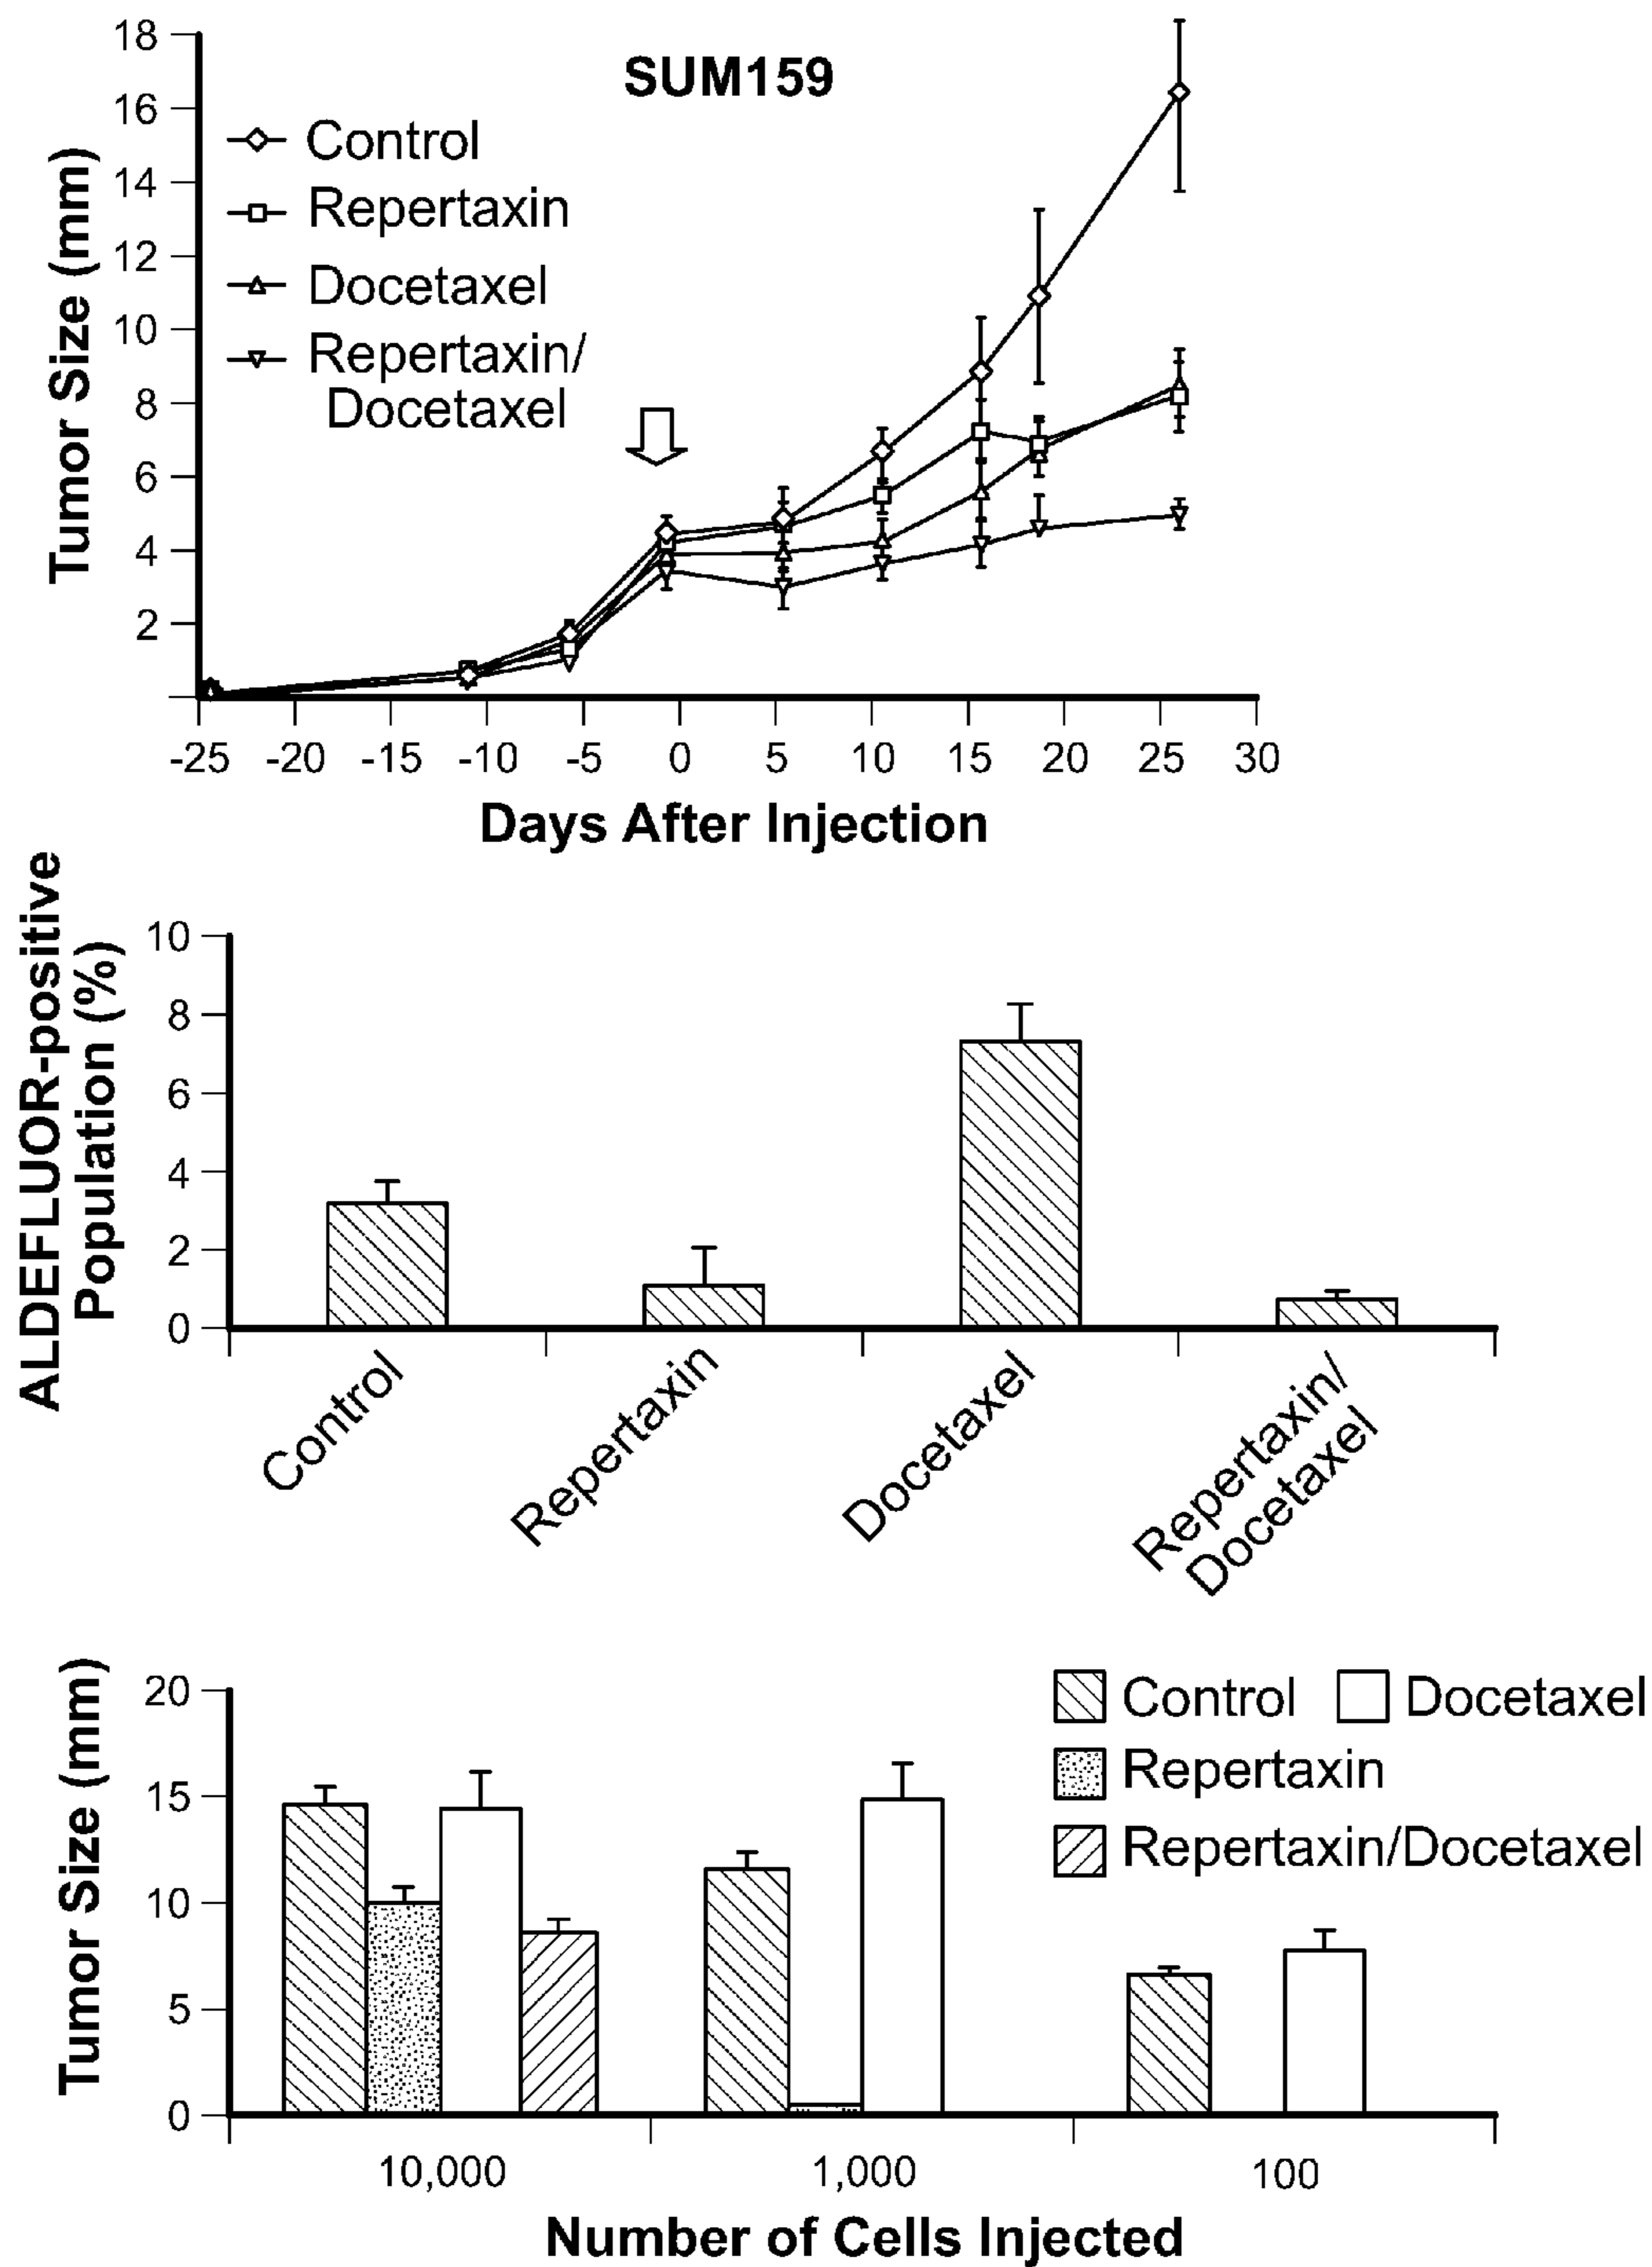 SUM159
Control
Repertaxin
Docetaxel
Repertaxin/
Docetaxel
Tumor Size (mm)
18
16
14
12
10
8
6
4
2
-25 -20 -15 -10 -5 0 5 10 15 20 25 30
Days After Injection
ALDEFLUOR-positive
Population (%)
10
8
6
4
2
0
Control
Repertaxin
Docetaxel
Repertaxin/
Docetaxel
Tumor Size (mm)
20
15
10
5
0
Control Docetaxel
Repertaxin
Repertaxin/Docetaxel
10,000 1,000 100
Number of Cells Injected